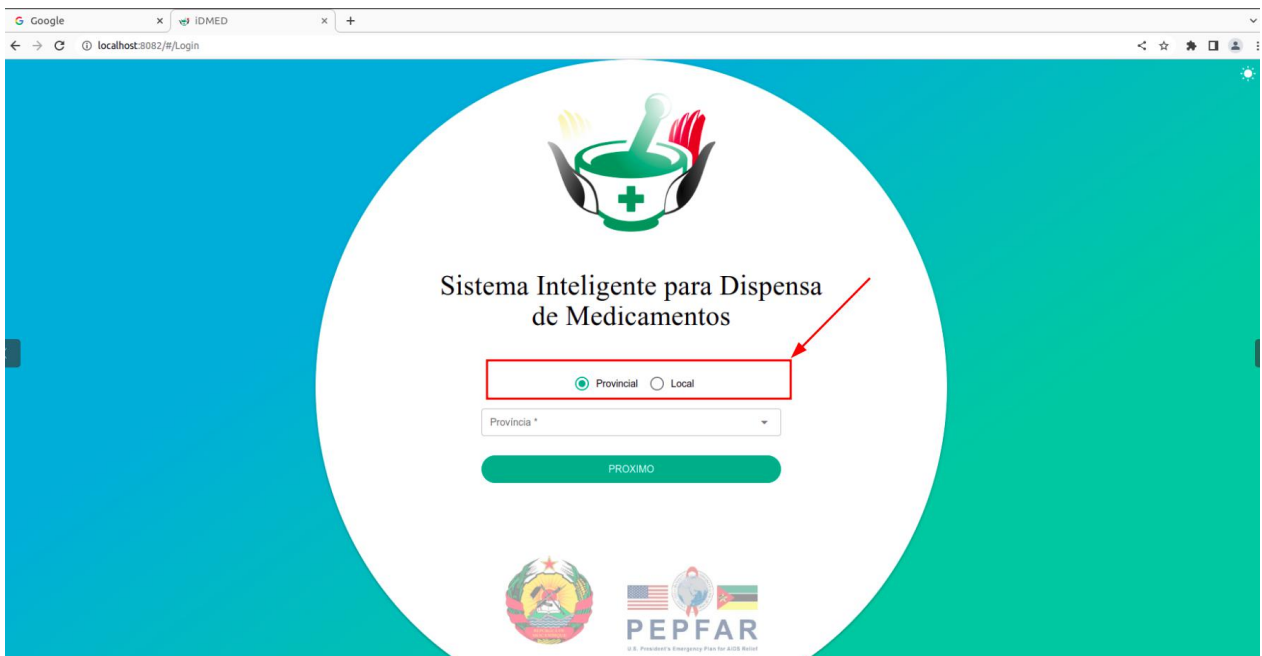 Google
iDMED
localhost:8082/#/Login
Sistema Inteligente para Dispensa
de Medicamentos
Provincial Local
Província *
PROXIMO
PEPFAR
U.S. President's Emergency Plan for AIDS Relief